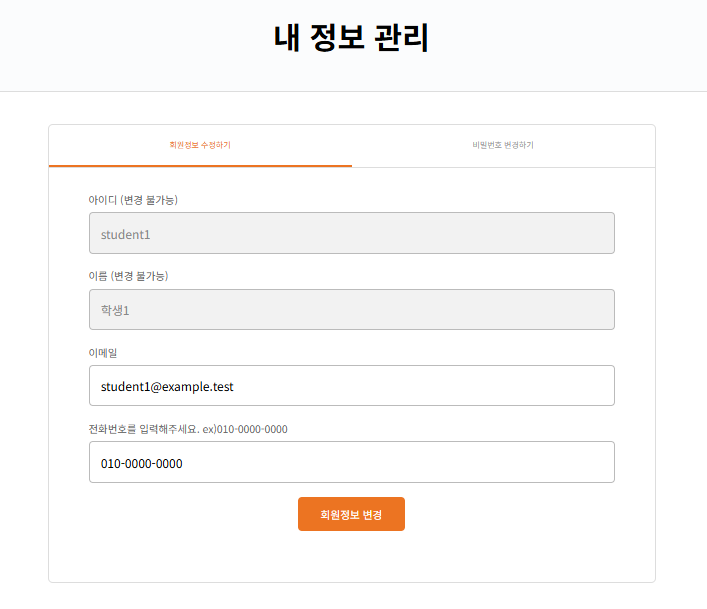 내 정보 관리
회원정보 수정하기
비밀번호 변경하기
아이디 (변경 불가능)
student1
이름 (변경 불가능)
학생1
이메일
student1@example.test
전화번호를 입력해주세요. ex)010-0000-0000
010-0000-0000
회원정보 변경